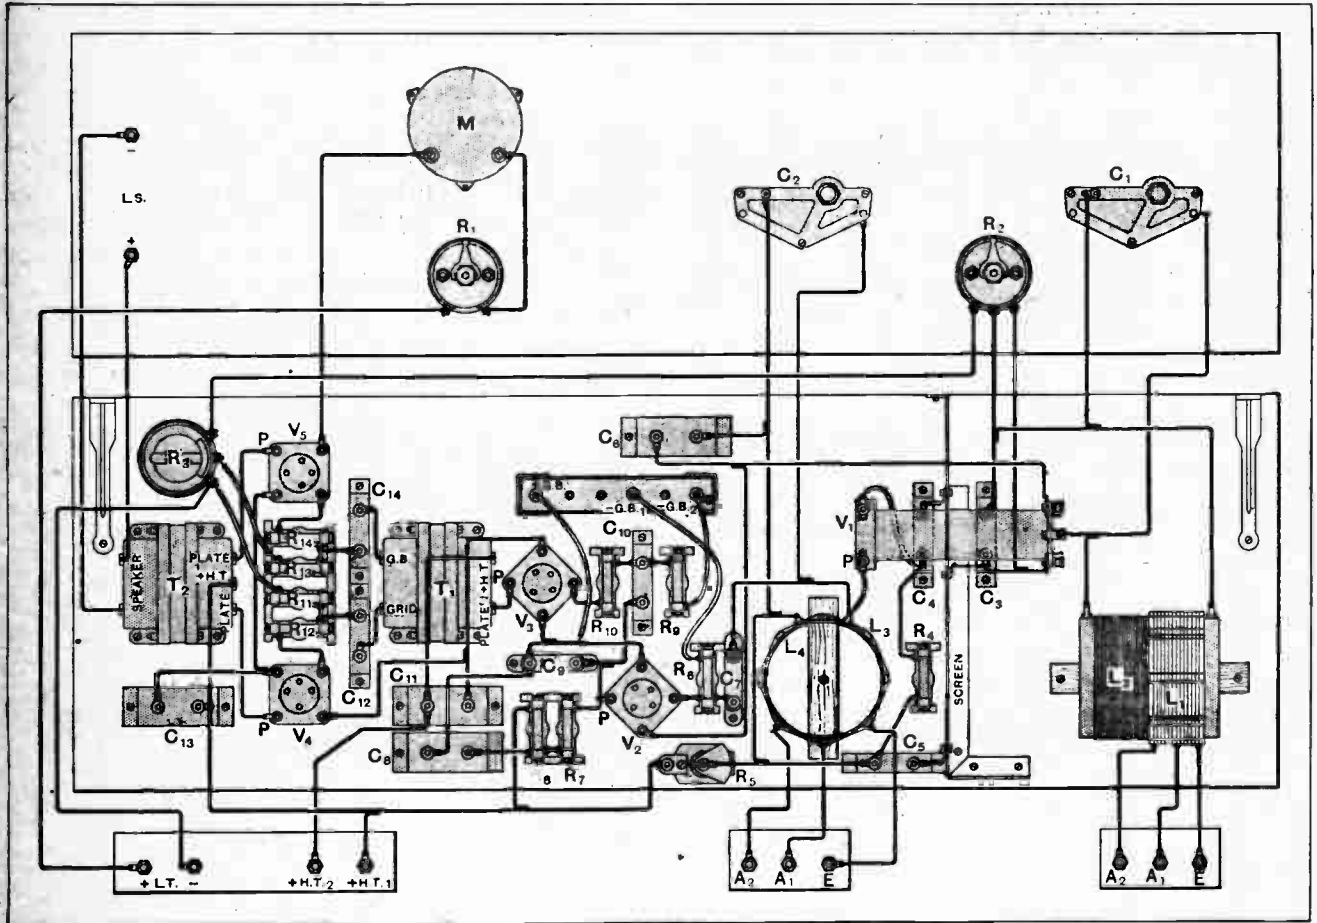 M
C2
C1
L.S.
−
+
R1
R2
R3
P
V5
C6
C14
-G.B.1
-G.B.2
R14
SPEAKER
T2
PLATE
+H.T.
PLATE
R13
R11
R12
G.B.
GRID
T1
PLATE
+H.T.
P
V3
C10
R10
R9
V1
P
C4
C3
L4
L3
R4
SCREEN
L1
C9
R6
C7
C12
C11
C13
P
V4
C8
8
R7
P
V2
R5
C5
+ L.T. −
+H.T.2
+H.T.1
A2
A1
E
A2
A1
E